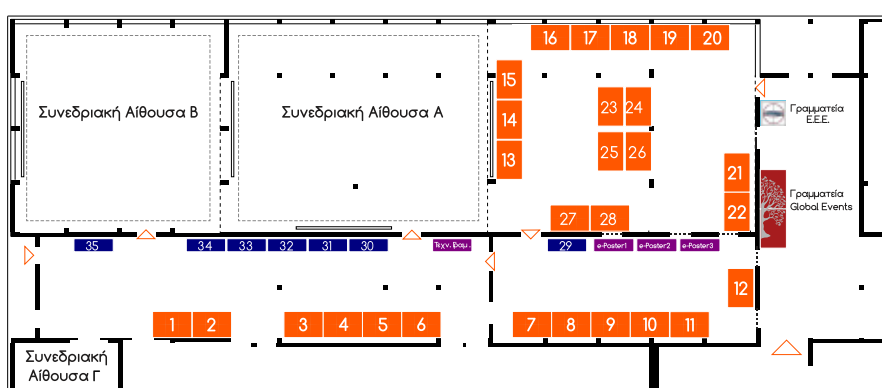 16 17 18 19 20
15
23 24
Συνεδριακή Αίθουσα Β
Συνεδριακή Αίθουσα Α
14
Γραμματεία
Ε.Ε.Ε.
13
25 26
21
Γραμματεία
Global Events
22
27 28
35 34 33 32 31 30 Τεχν. Γραμ. 29 e-Poster1 e-Poster2 e-Poster3
12
1 2 3 4 5 6 7 8 9 10 11
Συνεδριακή
Αίθουσα Γ